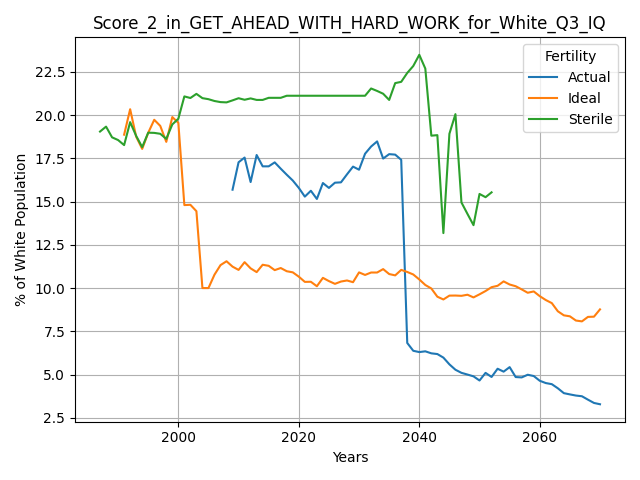 Score_2_in_GET_AHEAD_WITH_HARD_WORK_for_White_Q3_IQ
Fertility
Actual
Ideal
Sterile
% of White Population
22.5
20.0
17.5
15.0
12.5
10.0
7.5
5.0
2.5
2000
2020
2040
2060
Years